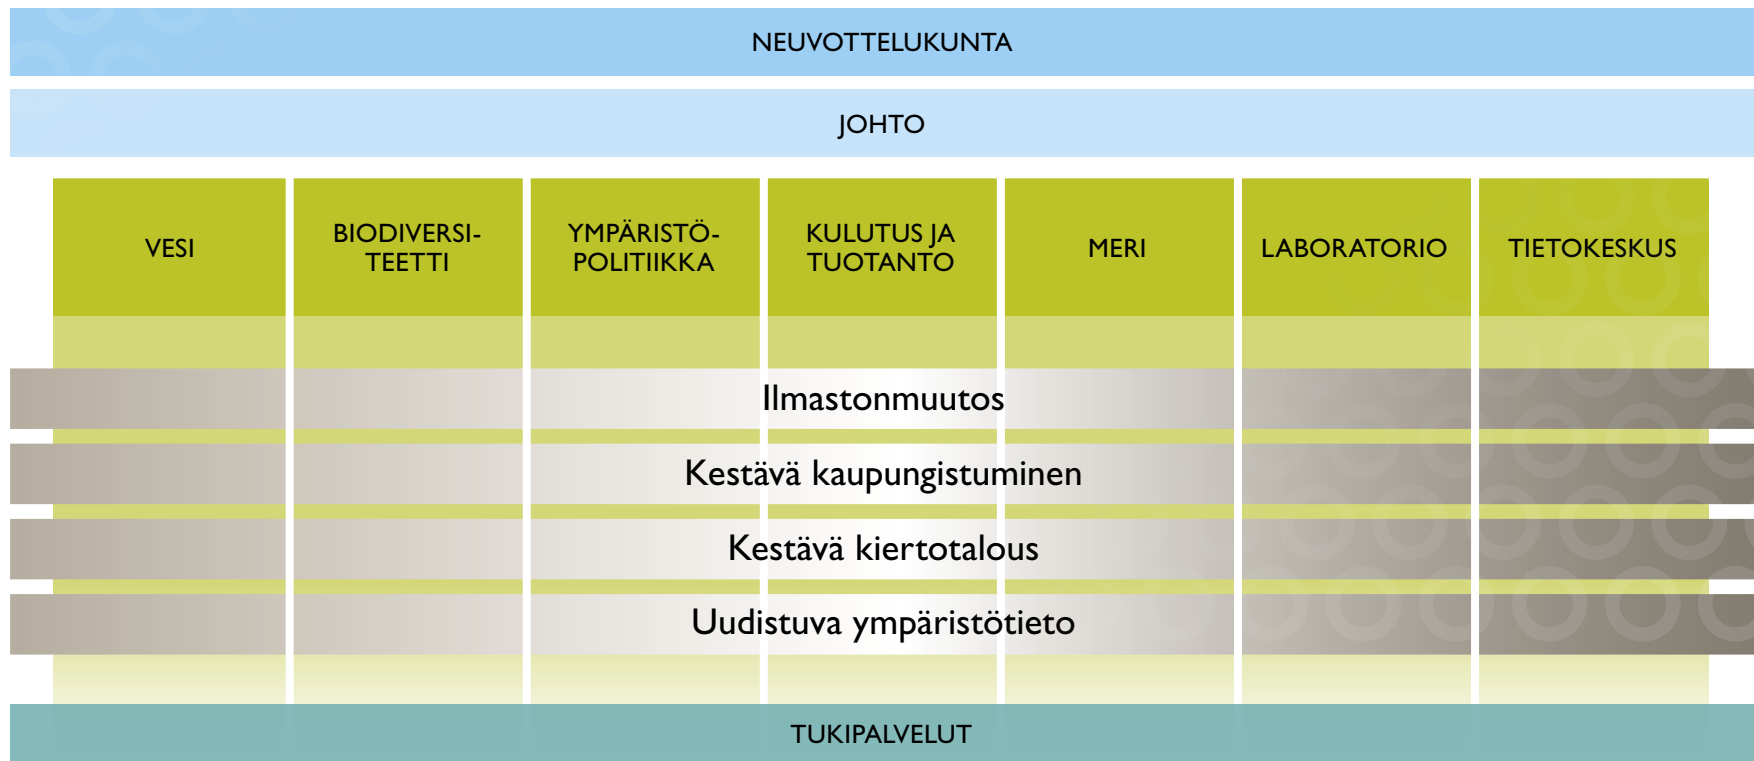 NEUVOTTELUKUNTA
JOHTO
VESI
BIODIVERSI-
TEETTI
YMPÄRISTÖ-
POLITIIKKA
KULUTUS JA
TUOTANTO
MERI
LABORATORIO
TIETOKESKUS
Ilmastonmuutos
Kestävä kaupungistuminen
Kestävä kiertotalous
Uudistuva ympäristötieto
TUKIPALVELUT